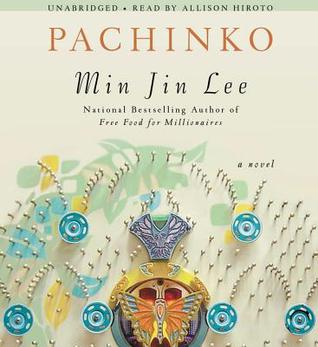 UNABRIDGED • READ BY ALLISON HIROTO
PACHINKO
Min Jin Lee
National Bestselling Author of
Free Food for Millionaires
a novel